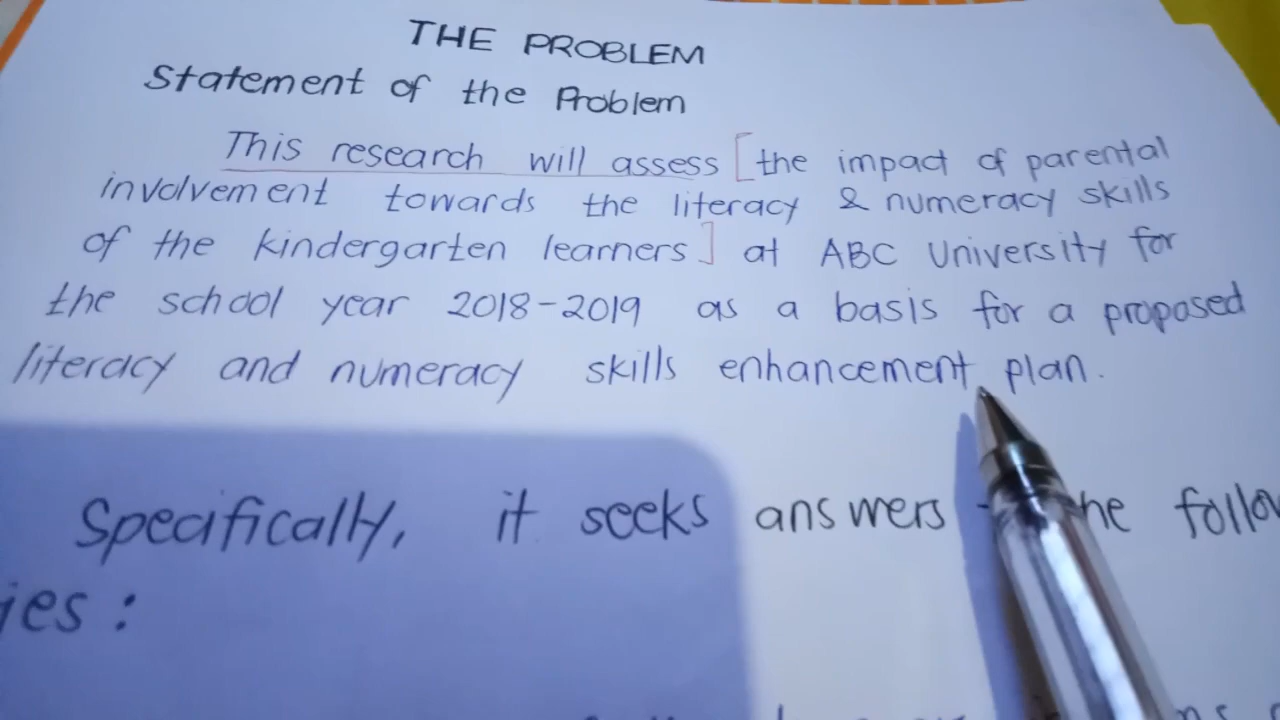 THE PROBLEM
Statement of the Problem
This research will assess [the impact of parental
involvement towards the literacy & numeracy skills
of the kindergarten learners] at ABC University for
the school year 2018-2019 as a basis for a proposed
literacy and numeracy skills enhancement plan.
Specifically, it seeks answers